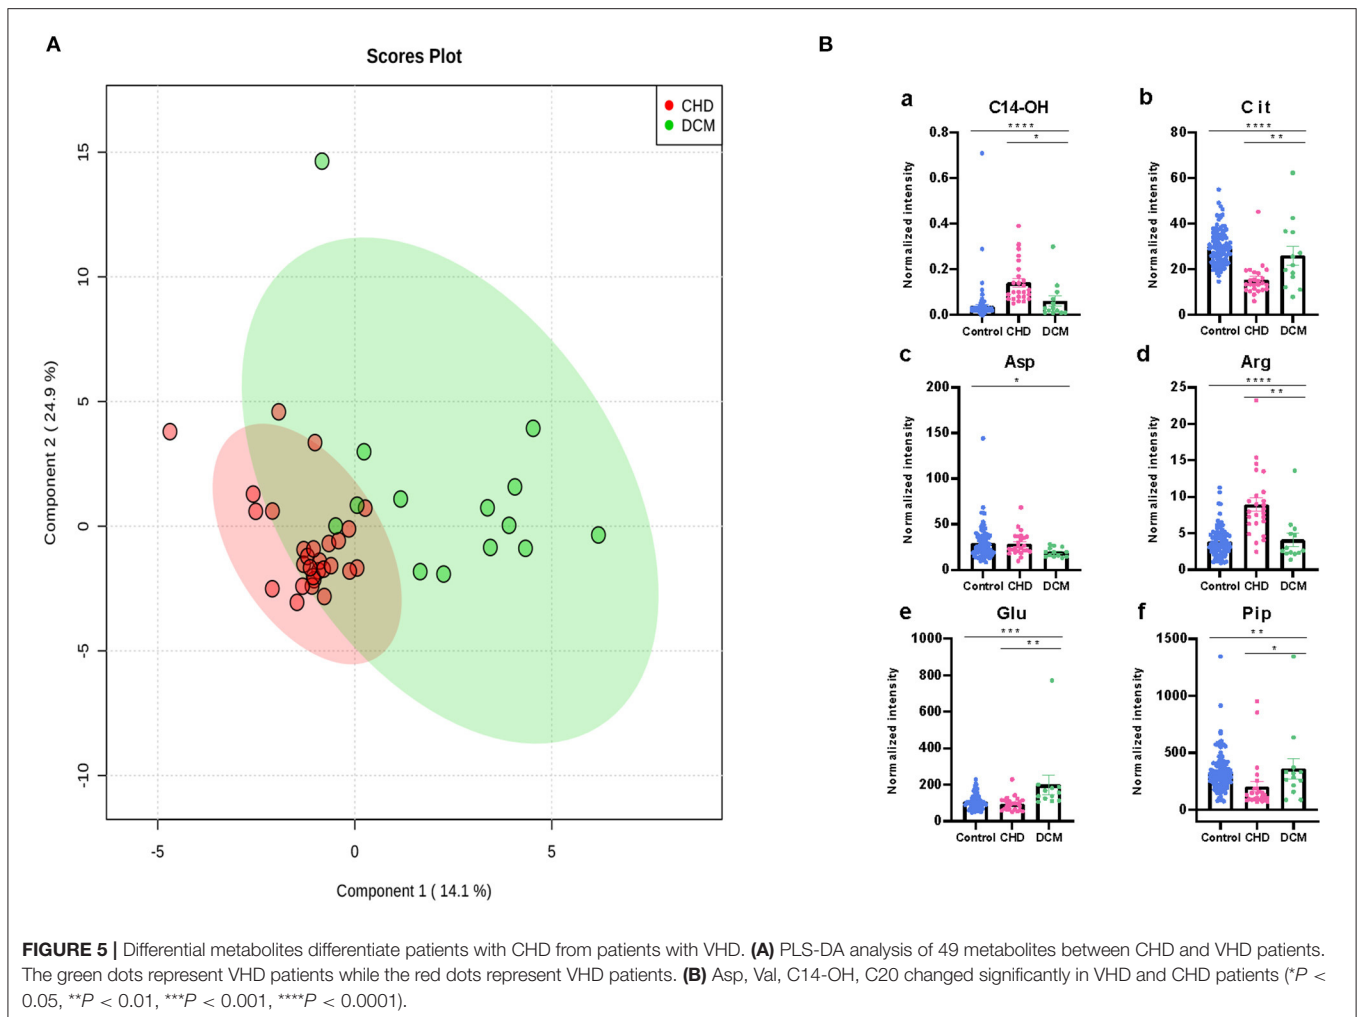 A
Scores Plot
CHD
DCM
15
10
5
0
-5
-10
-5
0
5
Component 2 ( 24.9 %)
Component 1 ( 14.1 %)
B
a
C14-OH
****
*
0.8
0.6
0.4
0.2
0.0
Normalized intensity
Control CHD DCM
b
Cit
****
**
80
60
40
20
0
Normalized intensity
Control CHD DCM
c
Asp
*
200
150
100
50
0
Normalized intensity
Control CHD DCM
d
Arg
****
**
25
20
15
10
5
0
Normalized intensity
Control CHD DCM
e
Glu
***
**
1000
800
600
400
200
0
Normalized intensity
Control CHD DCM
f
Pip
**
*
1500
1000
500
0
Normalized intensity
Control CHD DCM
FIGURE 5 | Differential metabolites differentiate patients with CHD from patients with VHD. (A) PLS-DA analysis of 49 metabolites between CHD and VHD patients.
The green dots represent VHD patients while the red dots represent VHD patients. (B) Asp, Val, C14-OH, C20 changed significantly in VHD and CHD patients (*P <
0.05, **P < 0.01, ***P < 0.001, ****P < 0.0001).